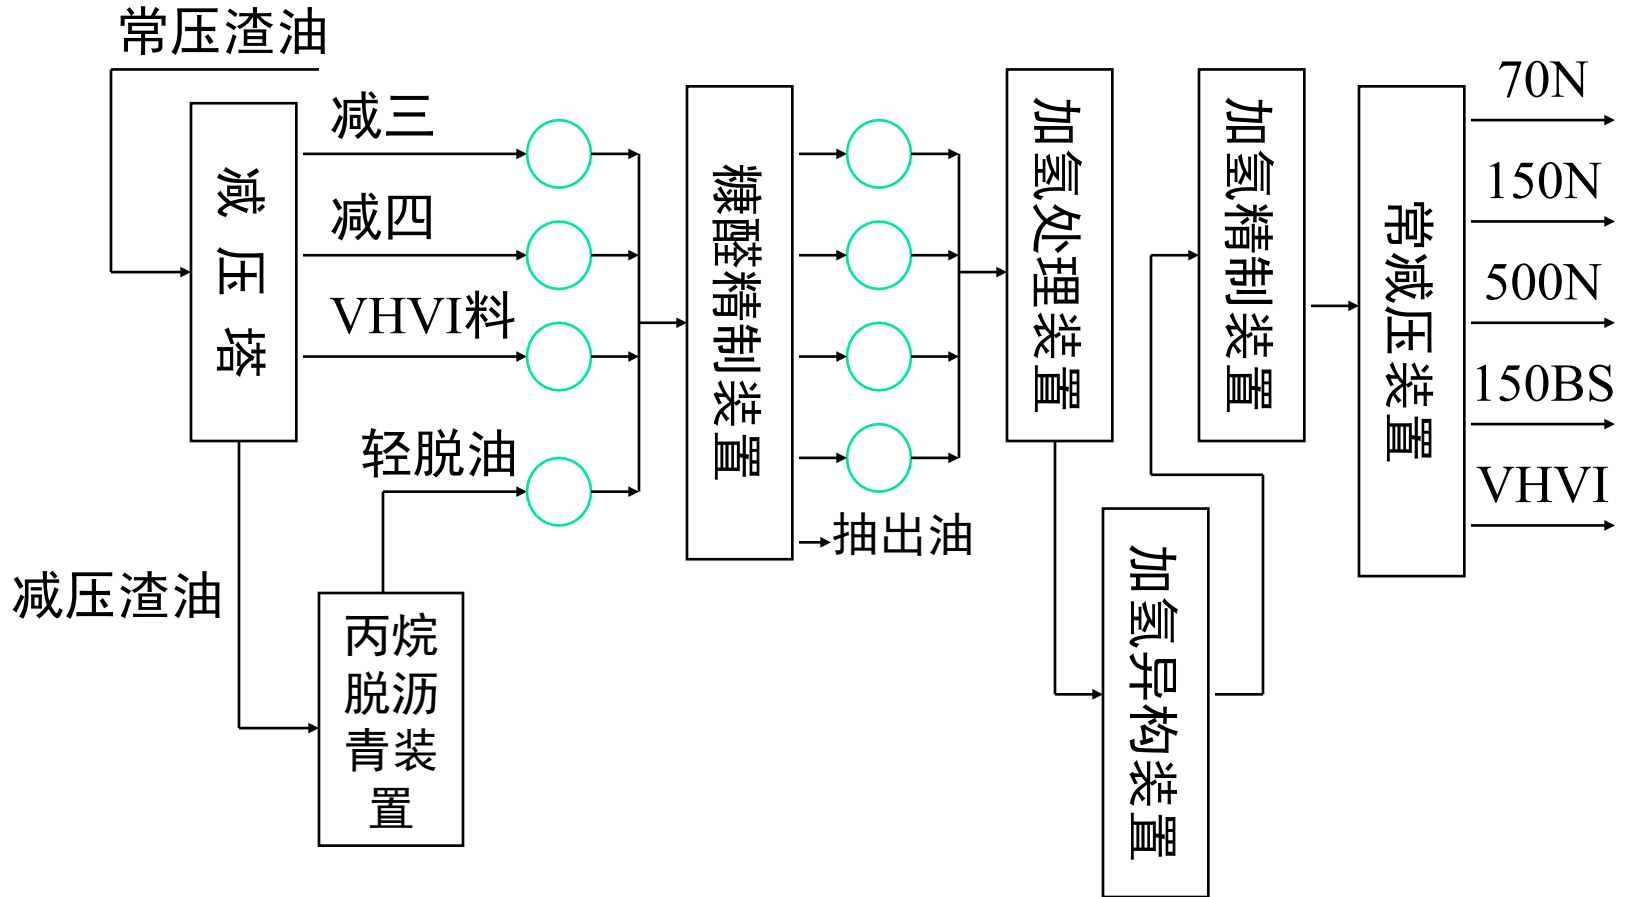 常压渣油
减压塔
减三
减四
VHVI料
轻脱油
减压渣油
丙烷
脱沥
青装
置
糠醛精制装置
抽出油
加氢处理装置
加氢异构装置
加氢精制装置
常减压装置
70N
150N
500N
150BS
VHVI